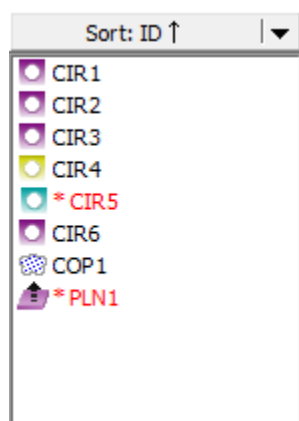 Sort: ID ↑
CIR1
CIR2
CIR3
CIR4
* CIR5
CIR6
COP1
* PLN1